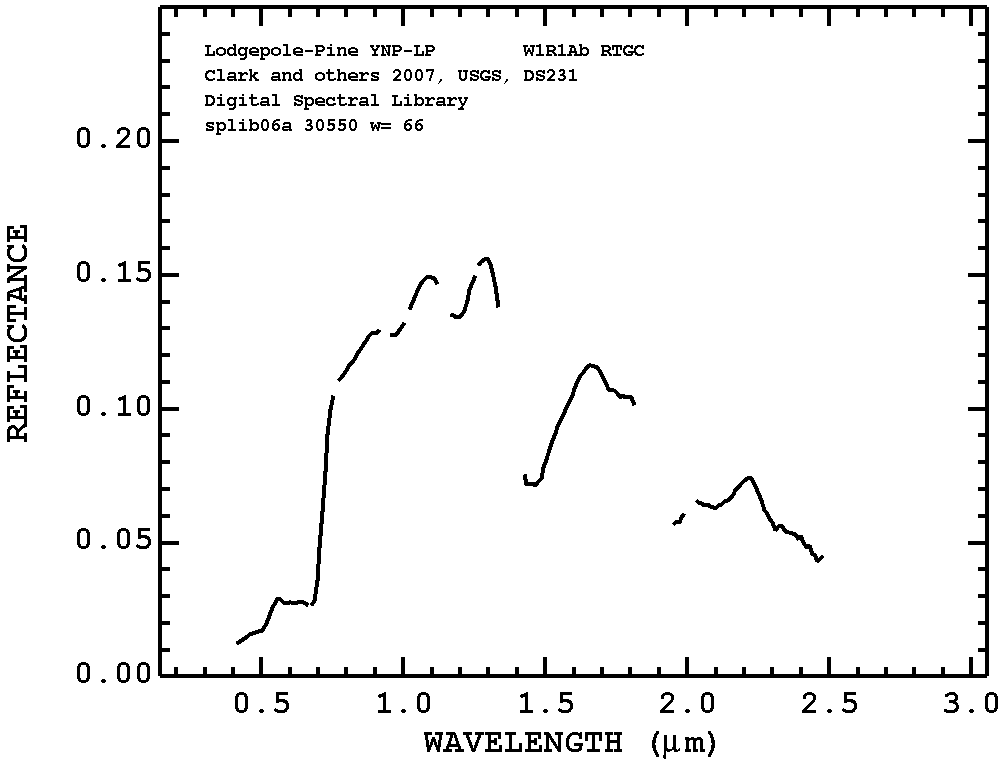 Lodgepole-Pine YNP-LP W1R1Ab RTGC
Clark and others 2007, USGS, DS231
Digital Spectral Library
splib06a 30550 w= 66
REFLECTANCE
0.20
0.15
0.10
0.05
0.00
0.5 1.0 1.5 2.0 2.5 3.0
WAVELENGTH (μm)